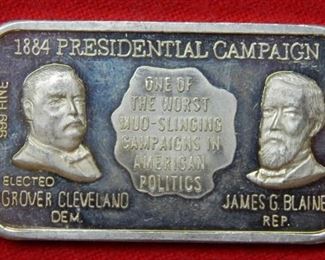 1884 PRESIDENTIAL CAMPAIGN
ONE OF
THE WORST
MUD-SLINGING
CAMPAIGNS IN
AMERICAN
POLITICS
.999 FINE
ELECTED
GROVER CLEVELAND
DEM.
JAMES G. BLAINE
REP.